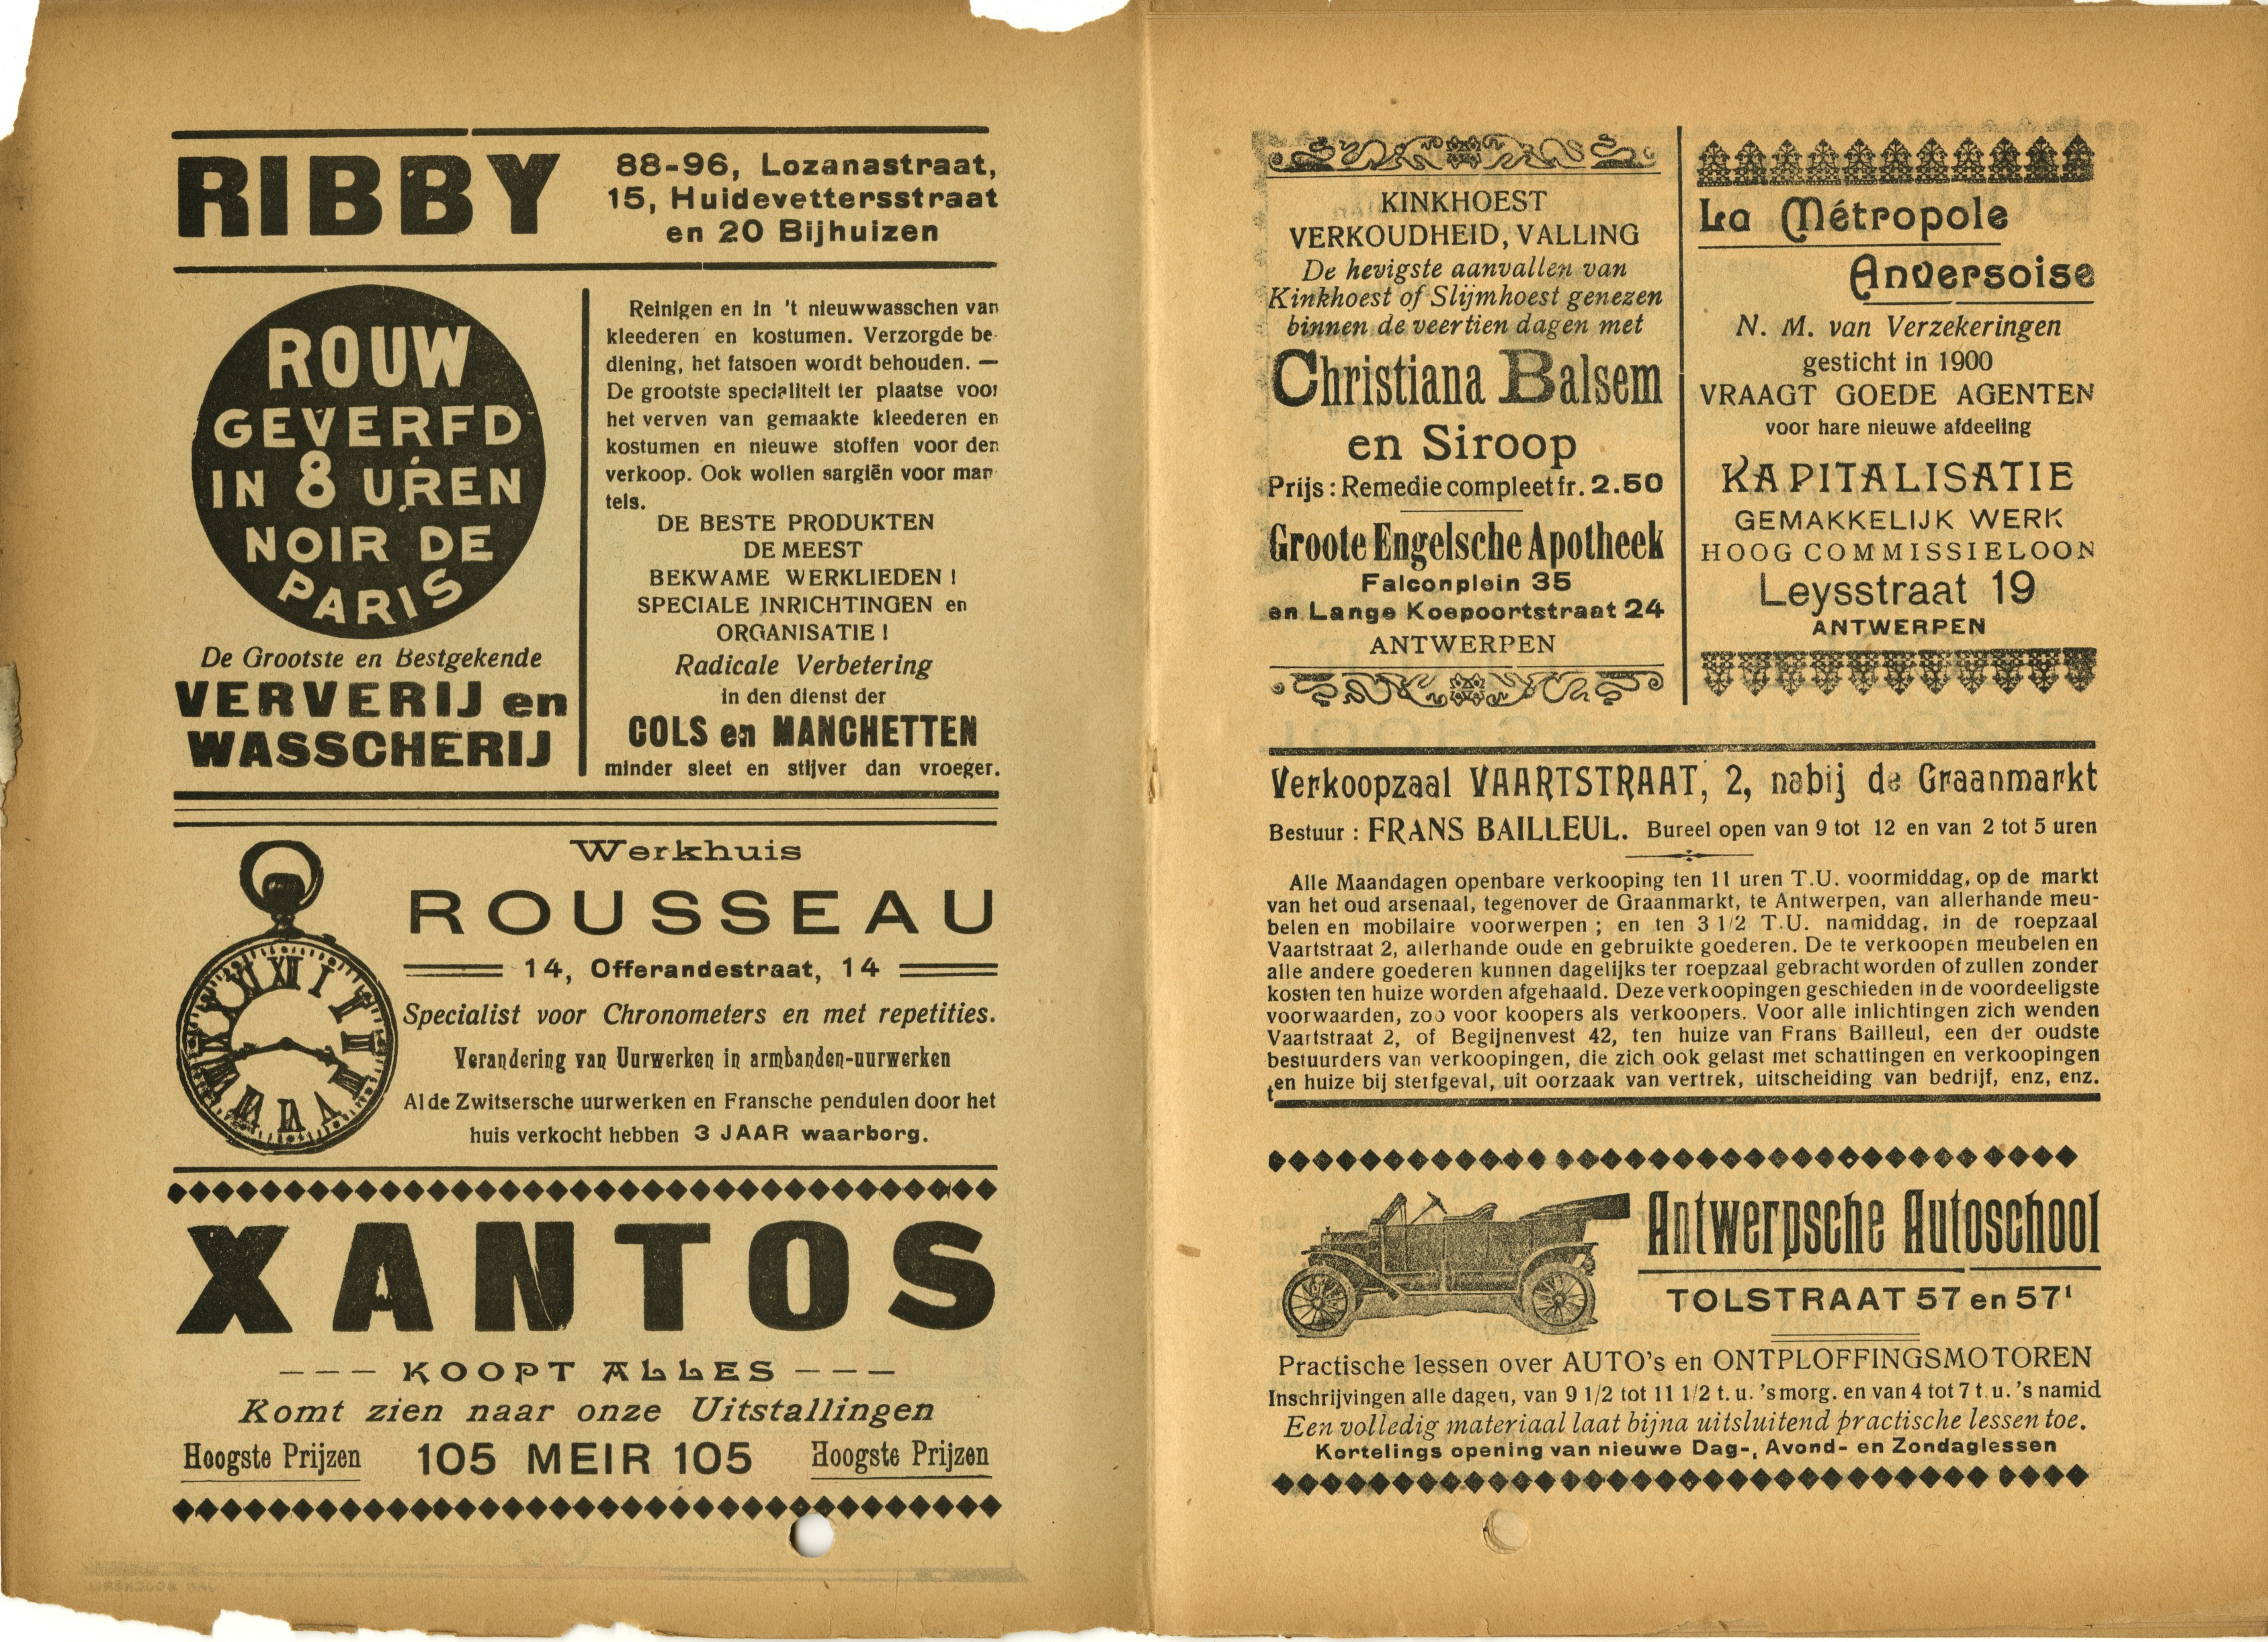 RIBBY
88-96, Lozanastraat,
15, Huidevettersstraat
en 20 Bijhuizen
ROUW
GEVERFD
IN 8 UREN
NOIR DE
PARIS
De Grootste en Bestgekende
VERVERIJ en
WASSCHERIJ
Reinigen en in 't nieuwwasschen van
kleederen en kostumen. Verzorgde be-
diening, het fatsoen wordt behouden. —
De grootste specialiteit ter plaatse voor
het verven van gemaakte kleederen en
kostumen en nieuwe stoffen voor den
verkoop. Ook wollen sargiën voor man-
tels.
DE BESTE PRODUKTEN
DE MEEST
BEKWAME WERKLIEDEN !
SPECIALE INRICHTINGEN en
ORGANISATIE !
Radicale Verbetering
in den dienst der
COLS en MANCHETTEN
minder sleet en stijver dan vroeger.
Werkhuis
ROUSSEAU
14, Offerandestraat, 14
Specialist voor Chronometers en met repetities.
Verandering van Uurwerken in armbanden-uurwerken
Al de Zwitsersche uurwerken en Fransche pendulen door het
huis verkocht hebben 3 JAAR waarborg.
XII I II III IIII V VI VII VIII IX X XI
XANTOS
--- KOOPT ALLES ---
Komt zien naar onze Uitstallingen
Hoogste Prijzen 105 MEIR 105 Hoogste Prijzen
KINKHOEST
VERKOUDHEID, VALLING
De hevigste aanvallen van
Kinkhoest of Slijmhoest genezen
binnen de veertien dagen met
Christiana Balsem
en Siroop
Prijs : Remedie compleet fr. 2.50
Groote Engelsche Apotheek
Falconplein 35
en Lange Koepoortstraat 24
ANTWERPEN
La Métropole
Anversoise
N. M. van Verzekeringen
gesticht in 1900
VRAAGT GOEDE AGENTEN
voor hare nieuwe afdeeling
KAPITALISATIE
GEMAKKELIJK WERK
HOOG COMMISSIELOON
Leysstraat 19
ANTWERPEN
Verkoopzaal VAARTSTRAAT, 2, nabij de Graanmarkt
Bestuur : FRANS BAILLEUL. Bureel open van 9 tot 12 en van 2 tot 5 uren
Alle Maandagen openbare verkooping ten 11 uren T.U. voormiddag, op de markt
van het oud arsenaal, tegenover de Graanmarkt, te Antwerpen, van allerhande meu-
belen en mobilaire voorwerpen ; en ten 3 1/2 T.U. namiddag, in de roepzaal
Vaartstraat 2, allerhande oude en gebruikte goederen. De te verkoopen meubelen en
alle andere goederen kunnen dagelijks ter roepzaal gebracht worden of zullen zonder
kosten ten huize worden afgehaald. Deze verkoopingen geschieden in de voordeeligste
voorwaarden, zoo voor koopers als verkoopers. Voor alle inlichtingen zich wenden
Vaartstraat 2, of Begijnenvest 42, ten huize van Frans Bailleul, een der oudste
bestuurders van verkoopingen, die zich ook gelast met schattingen en verkoopingen
ten huize bij sterfgeval, uit oorzaak van vertrek, uitscheiding van bedrijf, enz, enz.
Antwerpsche Autoschool
TOLSTRAAT 57 en 57¹
Practische lessen over AUTO's en ONTPLOFFINGSMOTOREN
Inschrijvingen alle dagen, van 9 1/2 tot 11 1/2 t. u. 's morg. en van 4 tot 7 t. u. 's namid
Een volledig materiaal laat bijna uitsluitend practische lessen toe.
Kortelings opening van nieuwe Dag-, Avond- en Zondaglessen